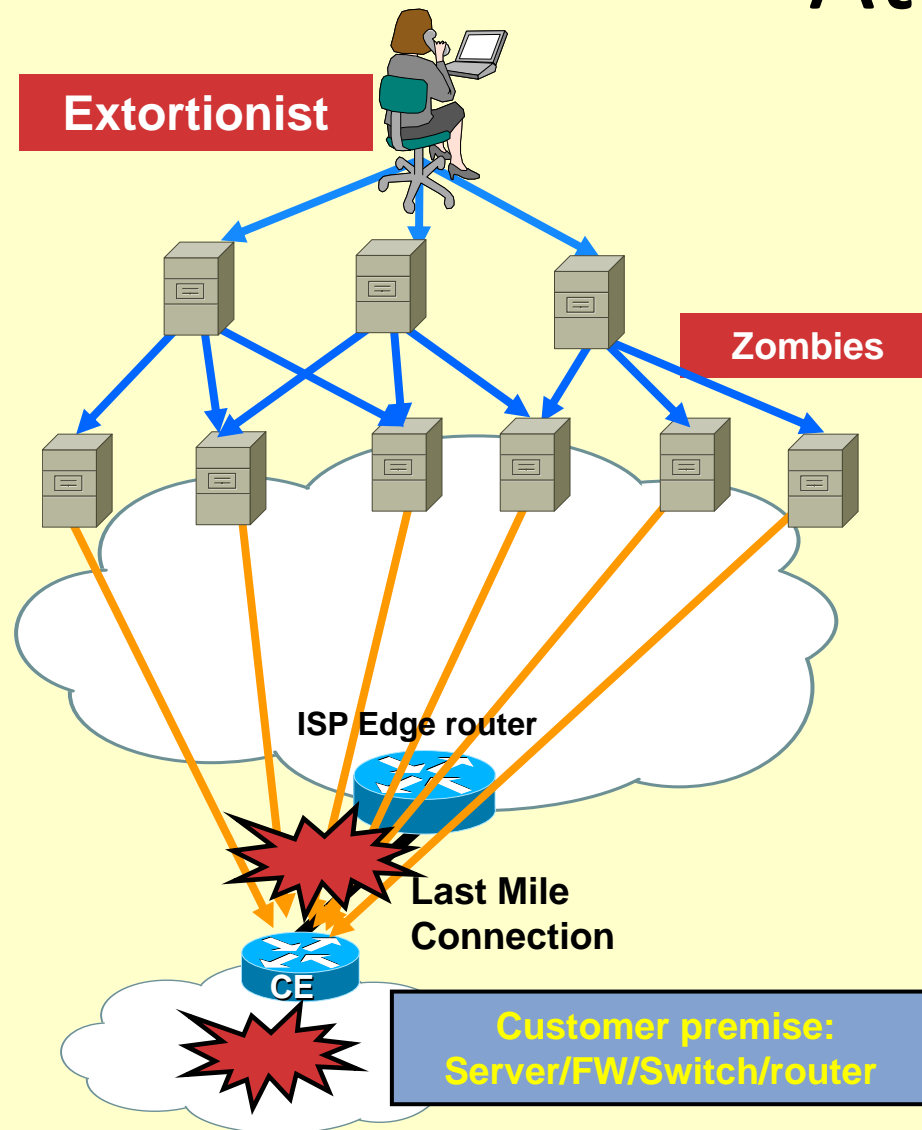 Extortionist
Zombies
ISP Edge router
Last Mile
Connection
CE
Customer premise:
Server/FW/Switch/router